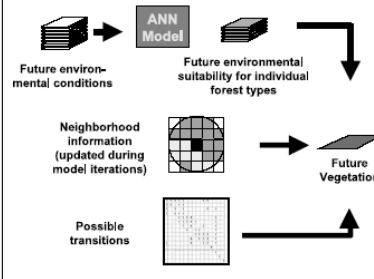 ANN
Model
Future environ-
mental conditions
Future environmental
suitability for individual
forest types
Neighborhood
information
(updated during
model iterations)
Future
Vegetation
Possible
transitions